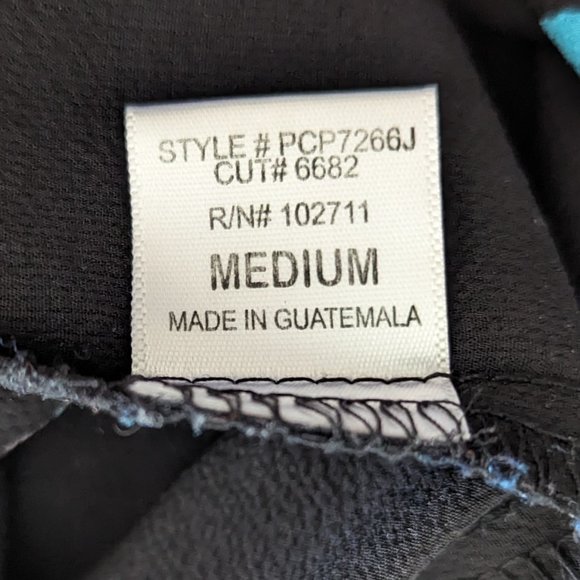 STYLE # PCP7266J
CUT# 6682
R/N# 102711
MEDIUM
MADE IN GUATEMALA